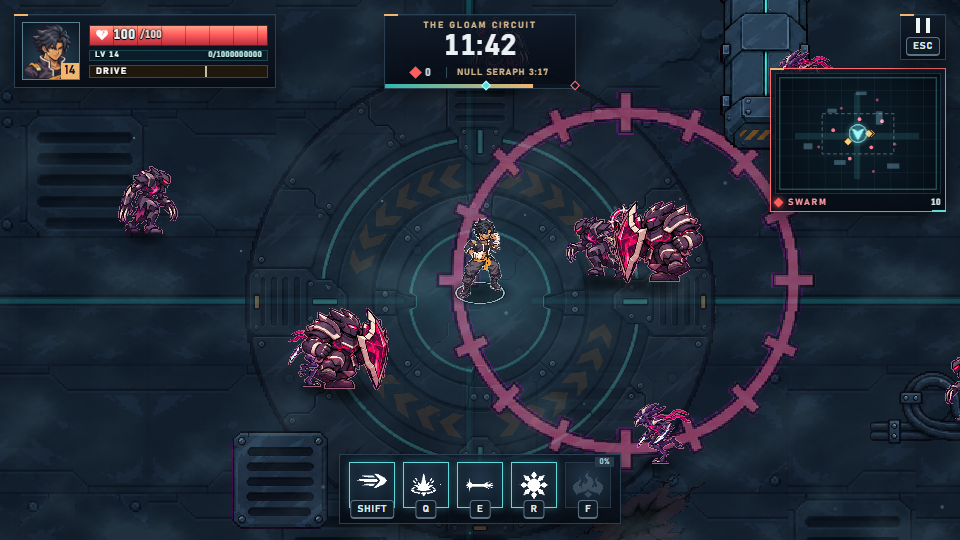 100 /100
LV 14
0/1000000000
14
DRIVE
THE GLOAM CIRCUIT
11:42
0
NULL SERAPH 3:17
ESC
SWARM
10
0%
SHIFT
Q
E
R
F